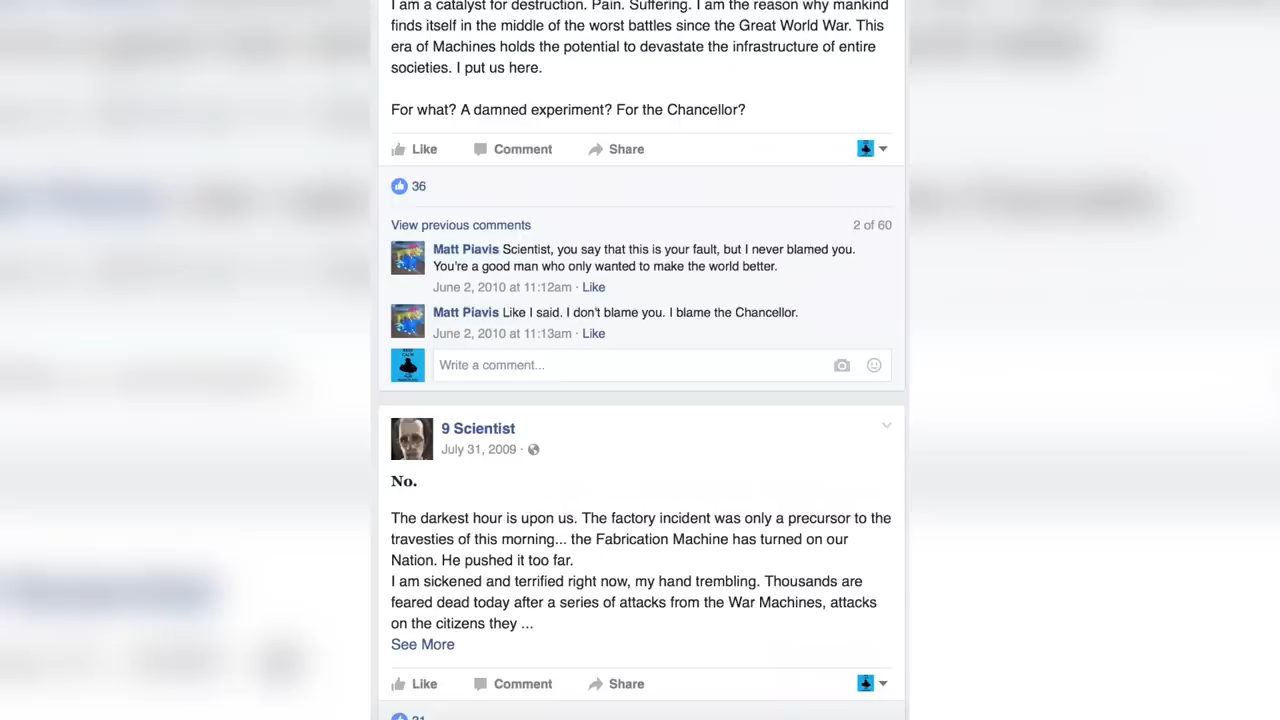 I am a catalyst for destruction. Pain. Suffering. I am the reason why mankind
finds itself in the middle of the worst battles since the Great World War. This
era of Machines holds the potential to devastate the infrastructure of entire
societies. I put us here.
For what? A damned experiment? For the Chancellor?
Like Comment Share
36
View previous comments 2 of 60
Matt Piavis Scientist, you say that this is your fault, but I never blamed you.
You're a good man who only wanted to make the world better.
June 2, 2010 at 11:12am · Like
Matt Piavis Like I said. I don't blame you. I blame the Chancellor.
June 2, 2010 at 11:13am · Like
Write a comment...
9 Scientist
July 31, 2009 ·
No.
The darkest hour is upon us. The factory incident was only a precursor to the
travesties of this morning... the Fabrication Machine has turned on our
Nation. He pushed it too far.
I am sickened and terrified right now, my hand trembling. Thousands are
feared dead today after a series of attacks from the War Machines, attacks
on the citizens they ...
See More
Like Comment Share